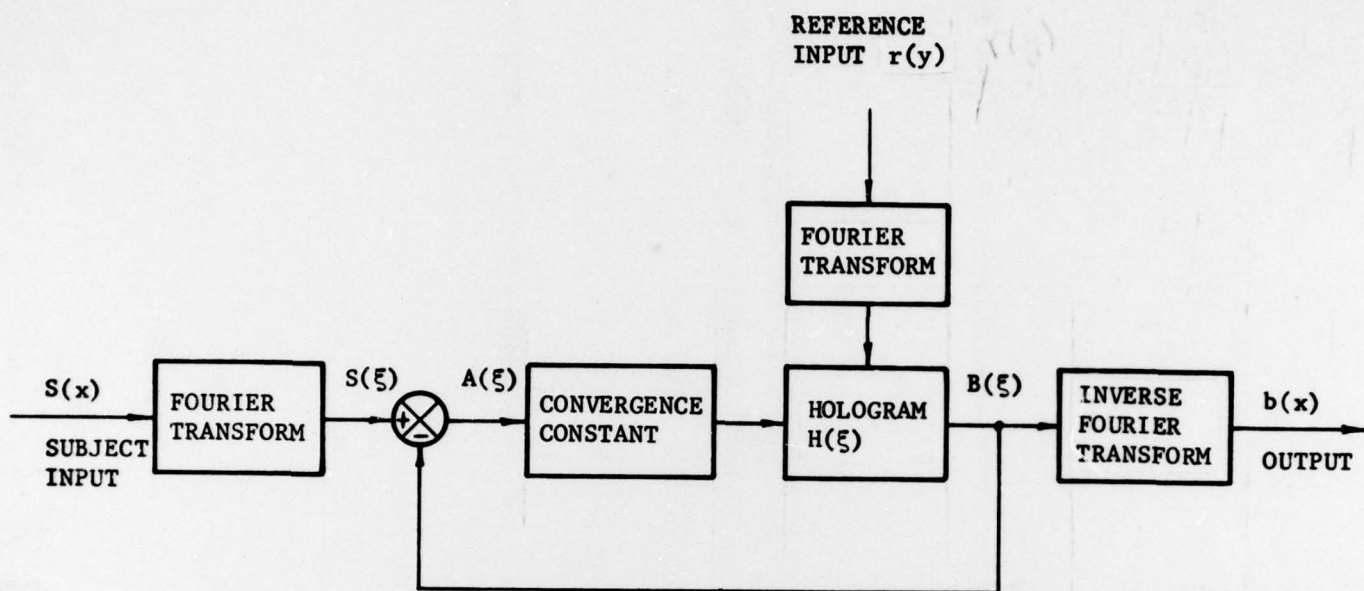 REFERENCE
INPUT r(y)
FOURIER
TRANSFORM
S(x)
SUBJECT
INPUT
FOURIER
TRANSFORM
S(ξ)
+
−
A(ξ)
CONVERGENCE
CONSTANT
HOLOGRAM
H(ξ)
B(ξ)
INVERSE
FOURIER
TRANSFORM
b(x)
OUTPUT